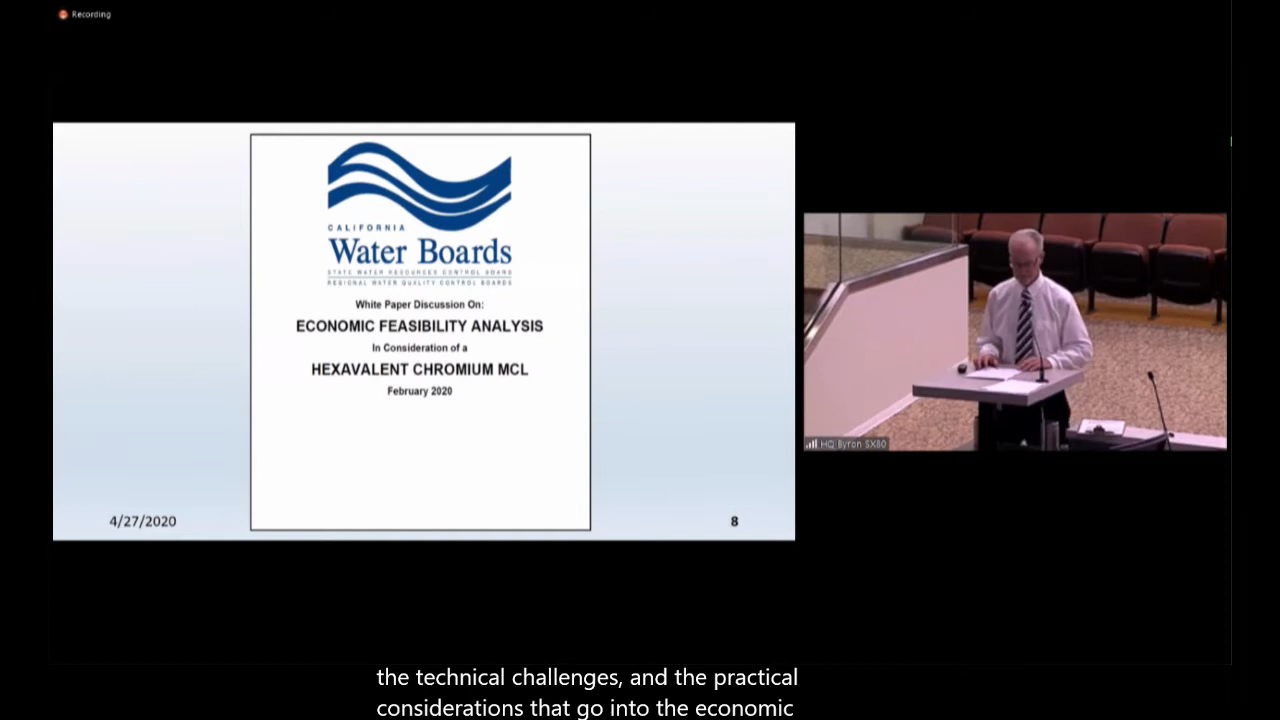 Recording
CALIFORNIA
Water Boards
STATE WATER RESOURCES CONTROL BOARD
REGIONAL WATER QUALITY CONTROL BOARDS
White Paper Discussion On:
ECONOMIC FEASIBILITY ANALYSIS
In Consideration of a
HEXAVALENT CHROMIUM MCL
February 2020
4/27/2020
8
HQ Byron SX80
the technical challenges, and the practical
considerations that go into the economic